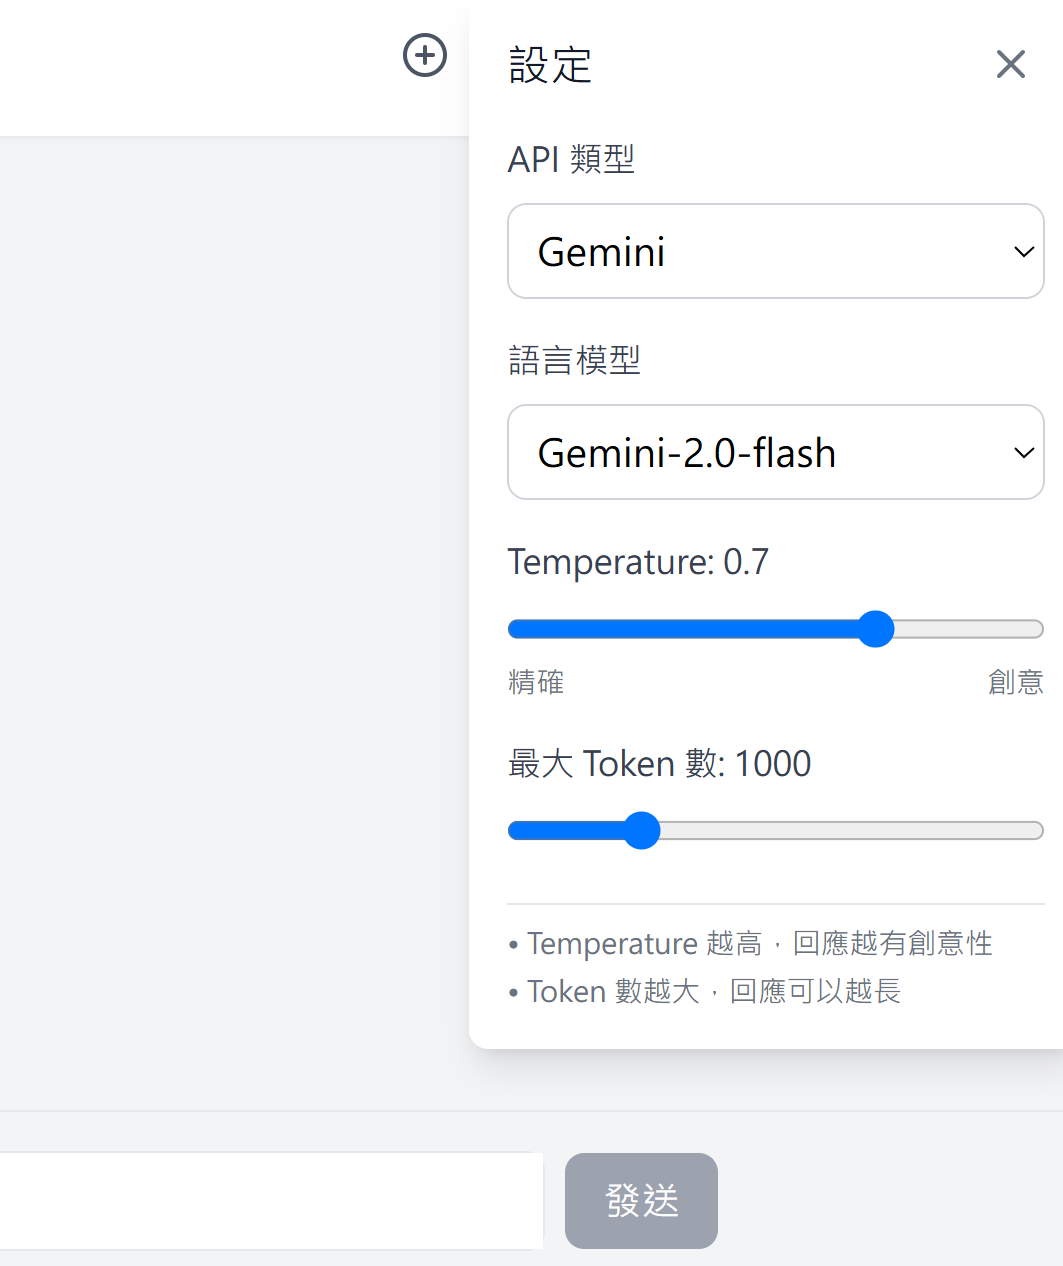 設定
API 類型
Gemini
語言模型
Gemini-2.0-flash
Temperature: 0.7
精確 創意
最大 Token 數: 1000
• Temperature 越高，回應越有創意性
• Token 數越大，回應可以越長
發送